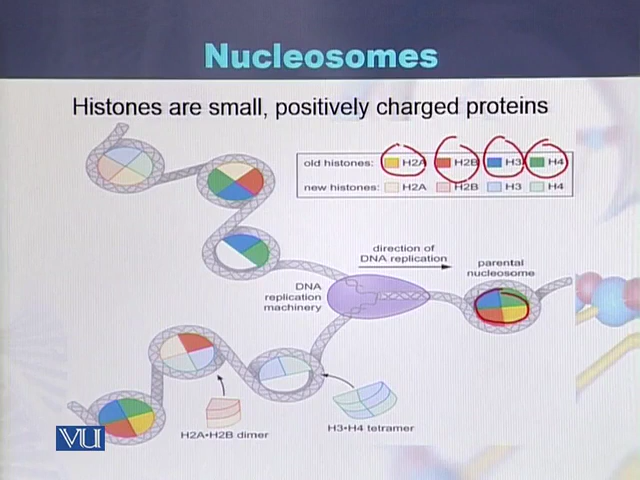 Nucleosomes
Histones are small, positively charged proteins
old histones: H2A H2B H3 H4
new histones: H2A H2B H3 H4
direction of
DNA replication
parental
nucleosome
DNA
replication
machinery
H2A•H2B dimer
H3•H4 tetramer
VU